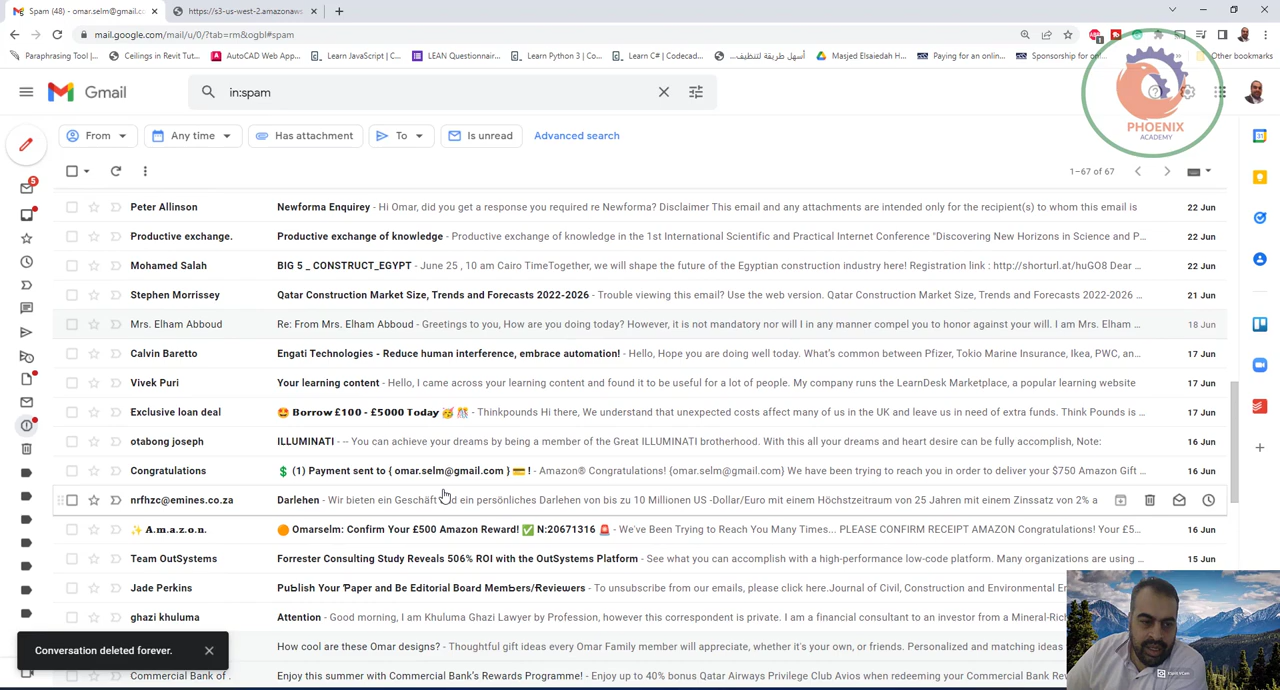 Spam (48) - omar.selm@gmail.c
https://s3-us-west-2.amazonaws
mail.google.com/mail/u/0/?tab=rm&ogbl#spam
Paraphrasing Tool |...
Ceilings in Revit Tut...
AutoCAD Web App...
Learn JavaScript | C...
LEAN Questionnair...
Learn Python 3 | Co...
Learn C# | Codecad...
أسهل طريقة لتنظيف...
Masjed Elsaiedah H...
Paying for an onlin...
Sponsorship for on
Other bookmarks
Gmail
in:spam
PHOENIX
ACADEMY
From
Any time
Has attachment
To
Is unread
Advanced search
1–67 of 67
5
Peter Allinson Newforma Enquirey - Hi Omar, did you get a response you required re Newforma? Disclaimer This email and any attachments are intended only for the recipient(s) to whom this email is 22 Jun
Productive exchange. Productive exchange of knowledge - Productive exchange of knowledge in the 1st International Scientific and Practical Internet Conference "Discovering New Horizons in Science and P... 22 Jun
Mohamed Salah BIG 5 _ CONSTRUCT_EGYPT - June 25 , 10 am Cairo TimeTogether, we will shape the future of the Egyptian construction industry here! Registration link : http://shorturl.at/huGO8 Dear ... 22 Jun
Stephen Morrissey Qatar Construction Market Size, Trends and Forecasts 2022-2026 - Trouble viewing this email? Use the web version. Qatar Construction Market Size, Trends and Forecasts 2022-2026 ... 21 Jun
Mrs. Elham Abboud Re: From Mrs. Elham Abboud - Greetings to you, How are you doing today? However, it is not mandatory nor will I in any manner compel you to honor against your will. I am Mrs. Elham ... 18 Jun
Calvin Baretto Engati Technologies - Reduce human interference, embrace automation! - Hello, Hope you are doing well today. What's common between Pfizer, Tokio Marine Insurance, Ikea, PWC, an... 17 Jun
Vivek Puri Your learning content - Hello, I came across your learning content and found it to be useful for a lot of people. My company runs the LearnDesk Marketplace, a popular learning website 17 Jun
Exclusive loan deal 🤩 Borrow £100 - £5000 Today 🥳 🎊 - Thinkpounds Hi there, We understand that unexpected costs affect many of us in the UK and leave us in need of extra funds. Think Pounds is ... 17 Jun
otabong joseph ILLUMINATI - -- You can achieve your dreams by being a member of the Great ILLUMINATI brotherhood. With this all your dreams and heart desire can be fully accomplish, Note: 16 Jun
Congratulations 💲 (1) Payment sent to { omar.selm@gmail.com } 💳 ! - Amazon® Congratulations! {omar.selm@gmail.com} We have been trying to reach you in order to deliver your $750 Amazon Gift ... 16 Jun
nrfhzc@emines.co.za Darlehen - Wir bieten ein Geschäft und ein persönliches Darlehen von bis zu 10 Millionen US -Dollar/Euro mit einem Höchstzeitraum von 25 Jahren mit einem Zinssatz von 2% a
✨ A.m.a.z.o.n. 🟠 Omarselm: Confirm Your £500 Amazon Reward! ✅ N:20671316 🚨 - We've Been Trying to Reach You Many Times... PLEASE CONFIRM RECEIPT AMAZON Congratulations! Your £5... 16 Jun
Team OutSystems Forrester Consulting Study Reveals 506% ROI with the OutSystems Platform - See what you can accomplish with a high-performance low-code platform. Many organizations are using ... 15 Jun
Jade Perkins Publish Your Paper and Be Editorial Board Members/Reviewers - To unsubscribe from our emails, please click here.Journal of Civil, Construction and Environmental E
ghazi khuluma Attention - Good morning, I am Khuluma Ghazi Lawyer by Profession, however this correspondent is private. I am a financial consultant to an investor from a Mineral-Ric
How cool are these Omar designs? - Thoughtful gift ideas every Omar Family member will appreciate, whether it's your own, or friends. Personalized and matching ideas
Commercial Bank of . Enjoy this summer with Commercial Bank's Rewards Programme! - Enjoy up to 40% bonus Qatar Airways Privilege Club Avios when redeeming your Commercial Bank
Conversation deleted forever.